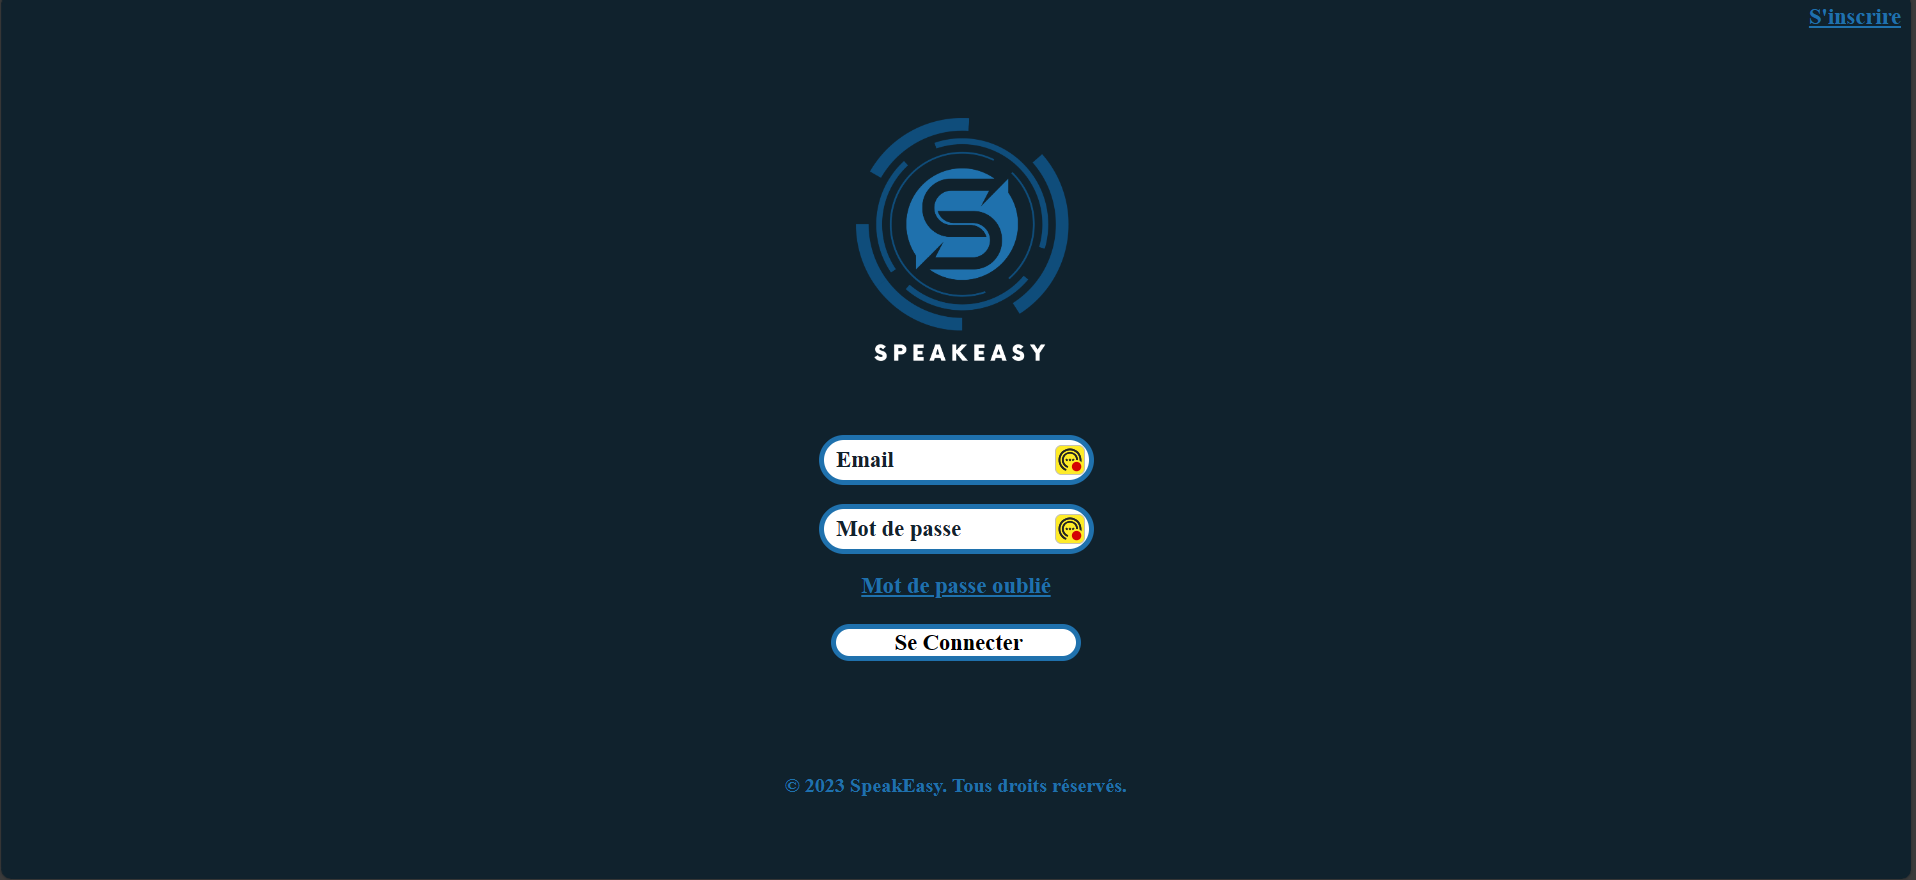 S'inscrire
SPEAKEASY
Email
Mot de passe
Mot de passe oublié
Se Connecter
© 2023 SpeakEasy. Tous droits réservés.